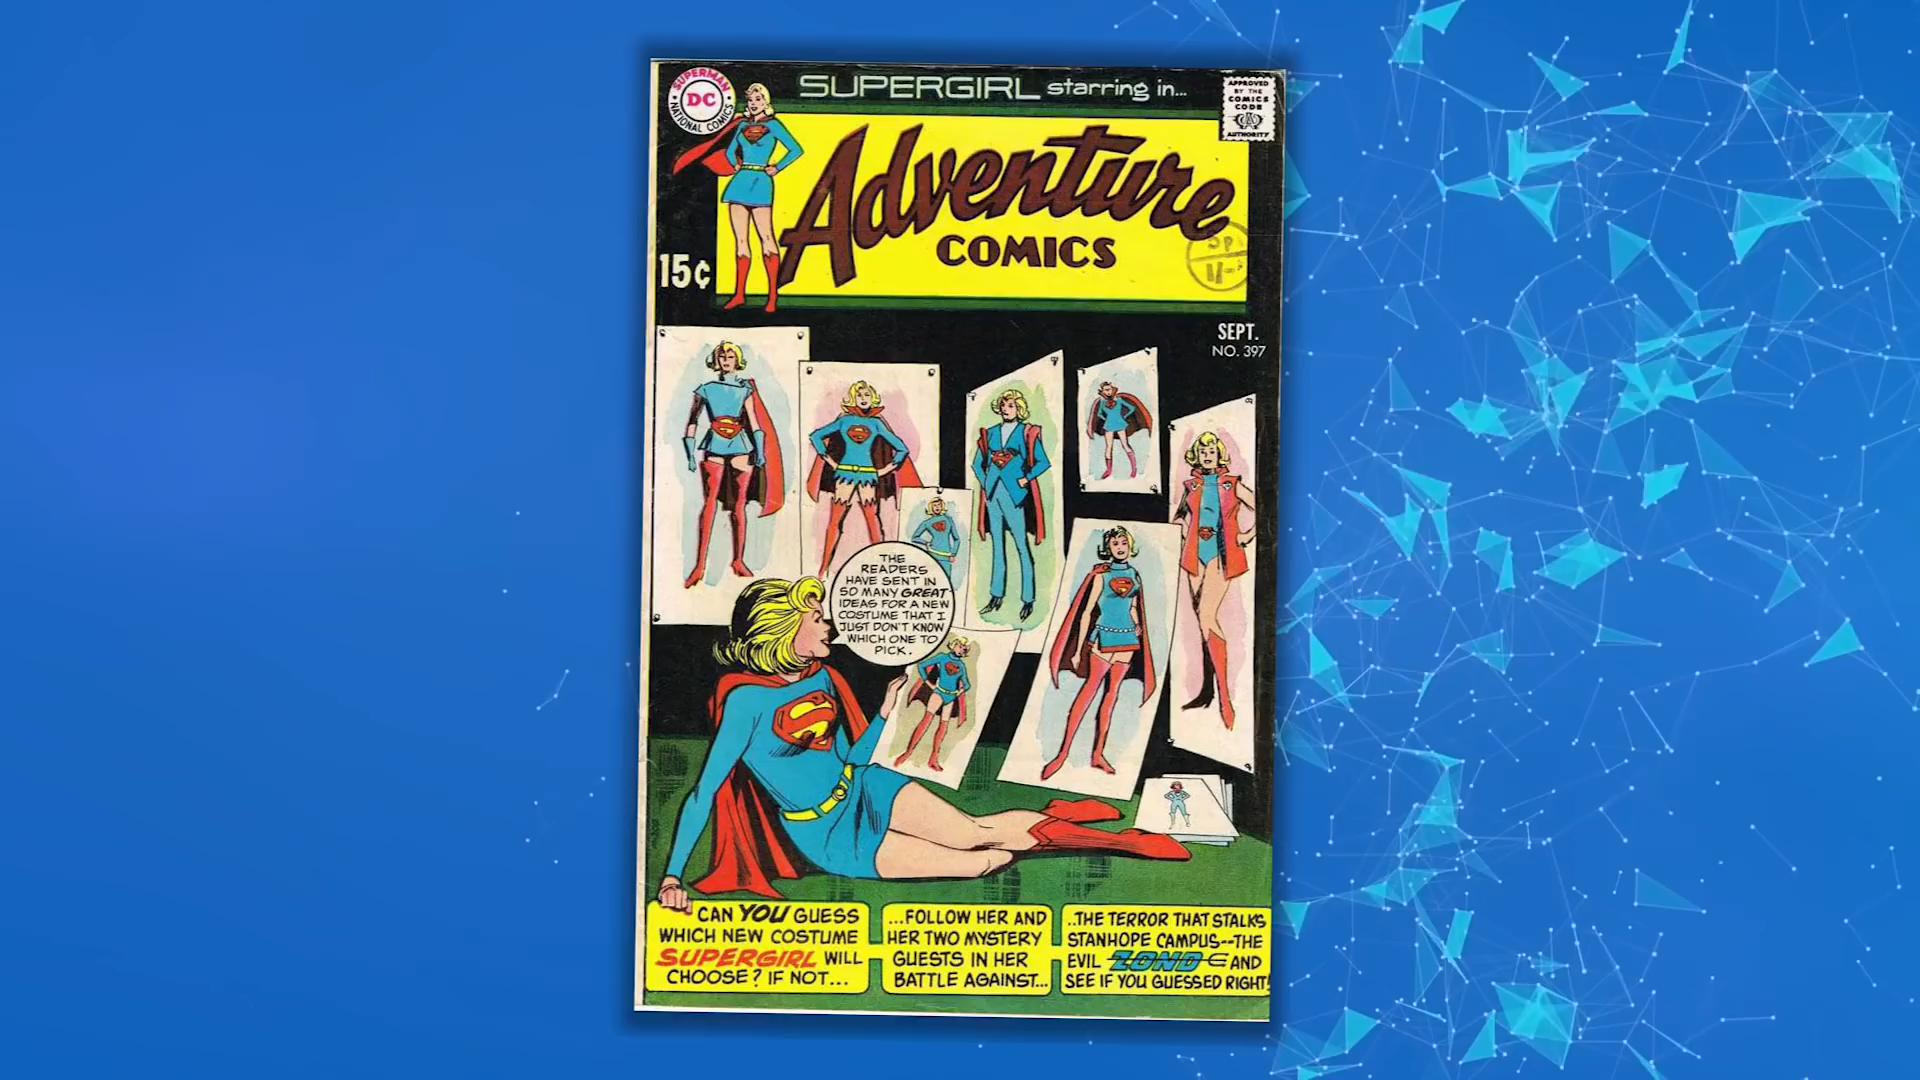 SUPERMAN
DC
NATIONAL COMICS
SUPERGIRL starring in...
APPROVED
BY THE
COMICS
CODE
AUTHORITY
Adventure
COMICS
15¢
SEPT.
NO. 397
THE
READERS
HAVE SENT IN
SO MANY GREAT
IDEAS FOR A NEW
COSTUME THAT I
JUST DON'T KNOW
WHICH ONE TO
PICK.
CAN YOU GUESS
WHICH NEW COSTUME
SUPERGIRL WILL
CHOOSE? IF NOT...
...FOLLOW HER AND
HER TWO MYSTERY
GUESTS IN HER
BATTLE AGAINST...
..THE TERROR THAT STALKS
STANHOPE CAMPUS--THE
EVIL ZOND AND
SEE IF YOU GUESSED RIGHT!